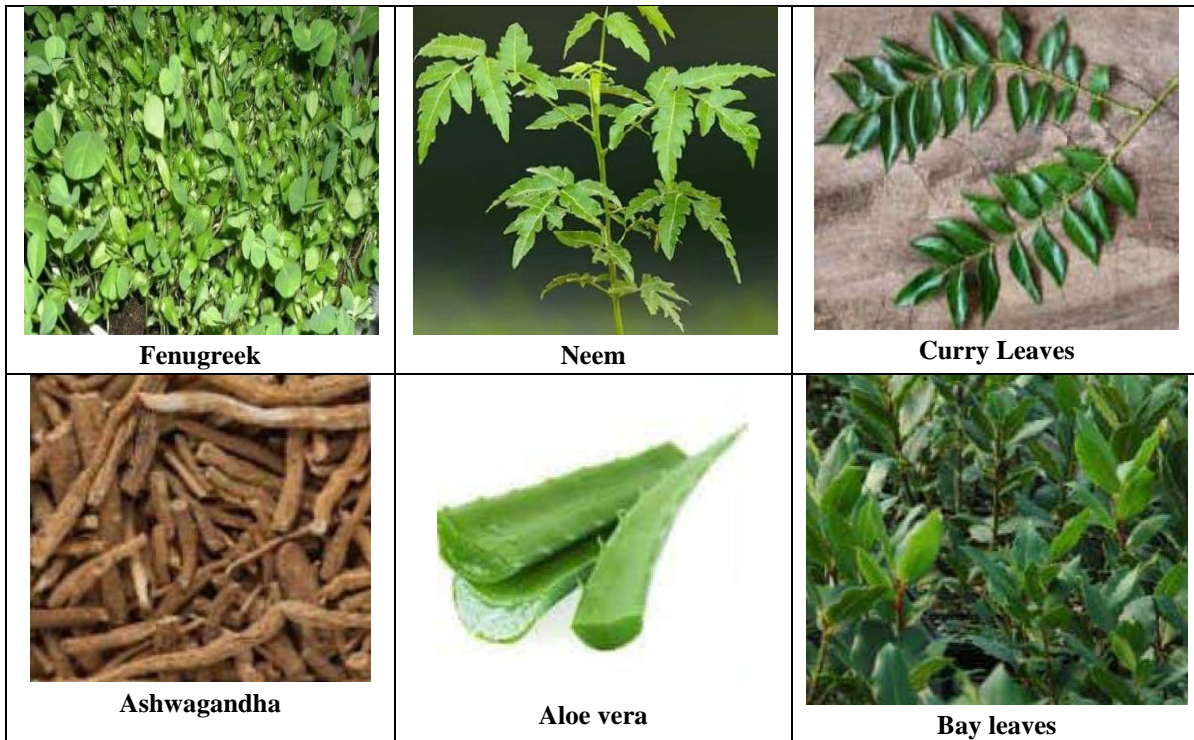 Fenugreek
Neem
Curry Leaves
Ashwagandha
Aloe vera
Bay leaves